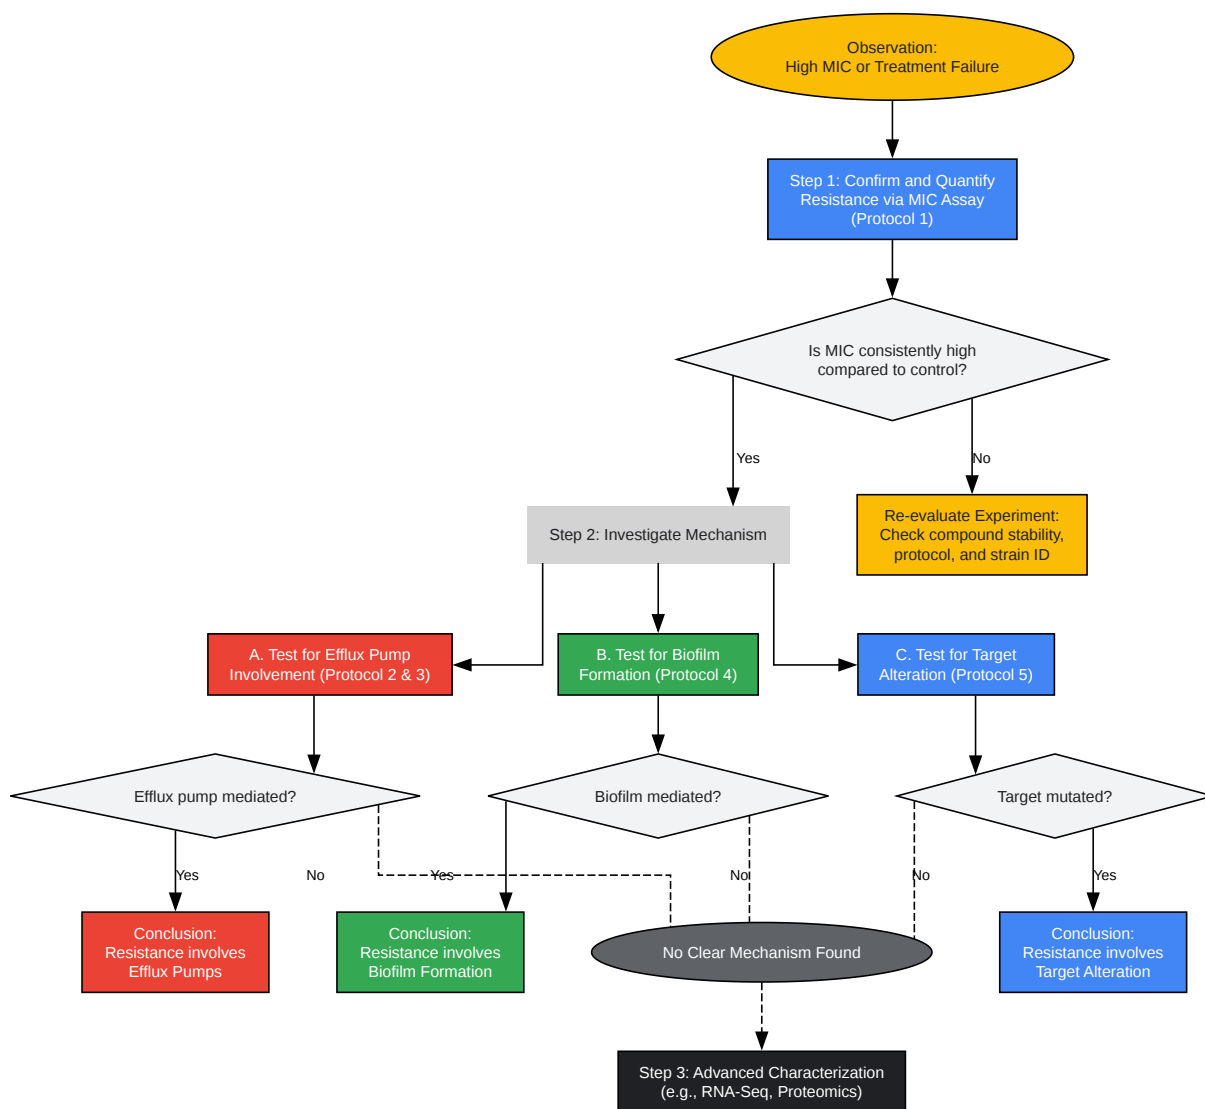 Observation:
High MIC or Treatment Failure
Step 1: Confirm and Quantify
Resistance via MIC Assay
(Protocol 1)
Is MIC consistently high
compared to control?
Yes
No
Step 2: Investigate Mechanism
Re-evaluate Experiment:
Check compound stability,
protocol, and strain ID
A. Test for Efflux Pump
Involvement (Protocol 2 & 3)
B. Test for Biofilm
Formation (Protocol 4)
C. Test for Target
Alteration (Protocol 5)
Efflux pump mediated?
Biofilm mediated?
Target mutated?
Yes
No
Yes
No
No
Yes
Conclusion:
Resistance involves
Efflux Pumps
Conclusion:
Resistance involves
Biofilm Formation
No Clear Mechanism Found
Conclusion:
Resistance involves
Target Alteration
Step 3: Advanced Characterization
(e.g., RNA-Seq, Proteomics)